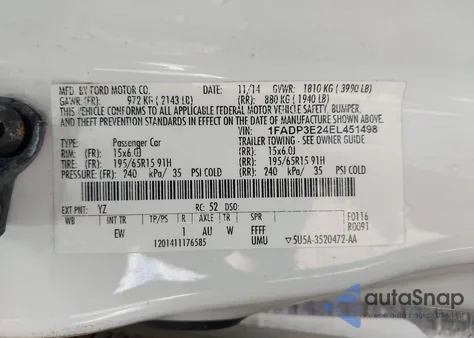 MFD. BY FORD MOTOR CO. DATE: 11/14 GVWR: 1810 KG ( 3990 LB)
GAWR: (FR): 972 KG ( 2143 LB) (RR): 880 KG ( 1940 LB)
THIS VEHICLE CONFORMS TO ALL APPLICABLE FEDERAL MOTOR VEHICLE SAFETY, BUMPER,
AND THEFT PREVENTION STANDARDS IN EFFECT ON THE DATE OF MANUFACTURE SHOWN ABOVE.
VIN: 1FADP3E24EL451498
TYPE: Passenger Car TRAILER TOWING - SEE OWNER GUIDE
RIM: (FR): 15x6.0J (RR): 15x6.0J
TIRE: (FR): 195/65R15 91H (RR): 195/65R15 91H
PRESSURE: (FR): 240 kPa/ 35 PSI COLD (RR): 240 kPa/ 35 PSI COLD
EXT PNT: YZ RC: 52 DSO:
WB INT TR TP/PS R AXLE TR SPR F0116
EW 1 AU W FFFF R0091
1201411176585 UMU 5U5A-3520472-AA
autoSnap